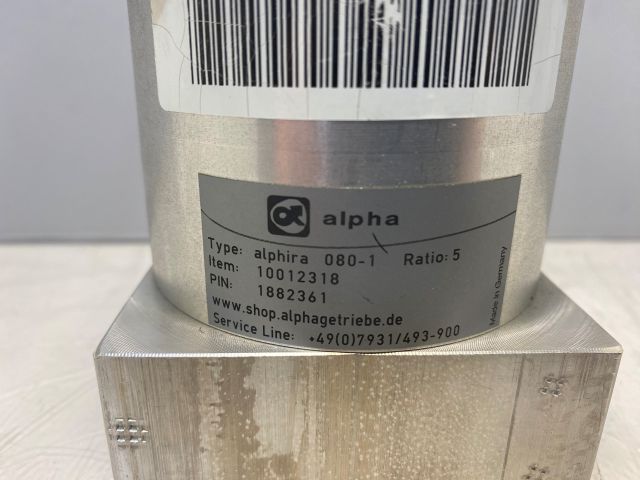 alpha
Type: alphira 080-1 Ratio: 5
Item: 10012318
PIN: 1882361
www.shop.alphagetriebe.de
Service Line: +49(0)7931/493-900
Made in Germany